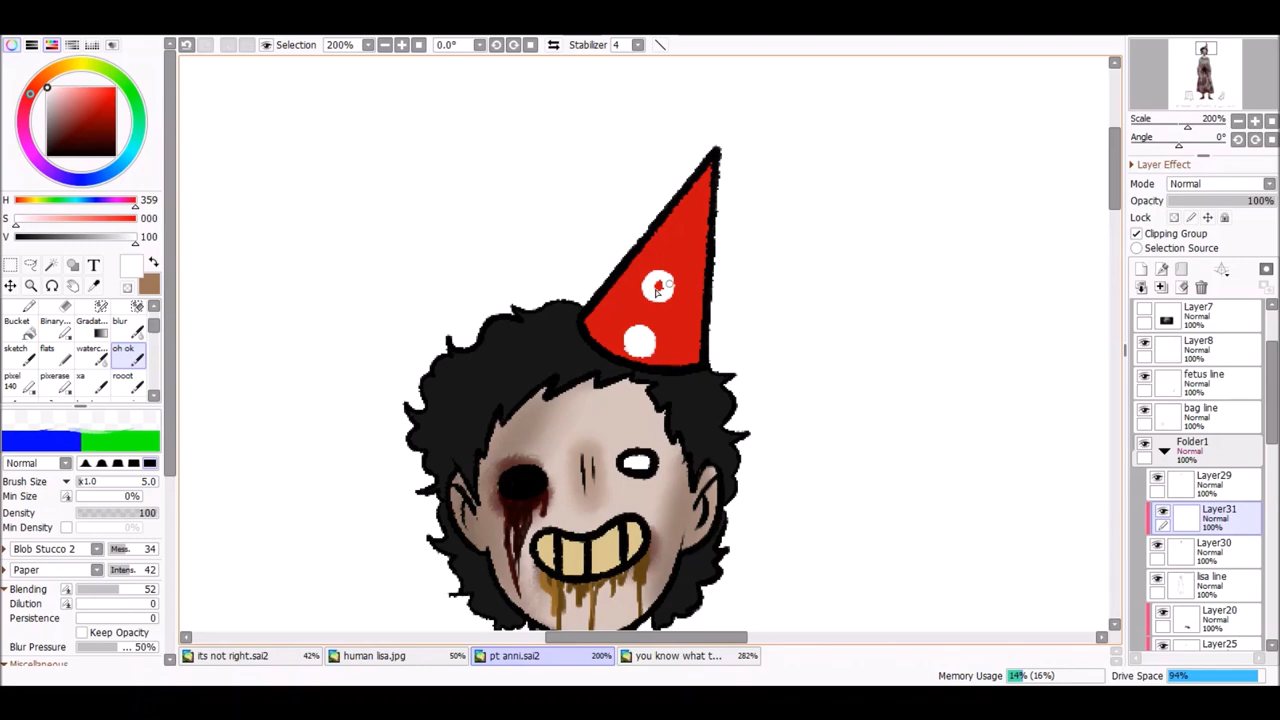 Selection 200% 0.0° Stabilizer 4
Scale 200%
Angle 0°
Layer Effect
Mode Normal
Opacity 100%
Lock
Clipping Group
Selection Source
H 359
S 000
V 100
T
Bucket Binary... Gradat... blur
sketch flats waterc... oh ok
pixel 140 pixerase xa rooot
Normal
Brush Size x1.0 5.0
Min Size 0%
Density 100
Min Density 0%
Blob Stucco 2 Mess. 34
Paper Intens. 42
Blending 52
Dilution 0
Persistence 0
Keep Opacity
Blur Pressure ... 50%
Miscellaneous
Layer7
Normal
100%
Layer8
Normal
100%
fetus line
Normal
100%
bag line
Normal
100%
Folder1
Normal
100%
Layer29
Normal
100%
Layer31
Normal
100%
Layer30
Normal
100%
lisa line
Normal
100%
Layer20
Normal
100%
Layer25
Normal
its not right.sai2 42% human lisa.jpg 50% pt anni.sai2 200% you know what t... 282%
Memory Usage 14% (16%) Drive Space 94%